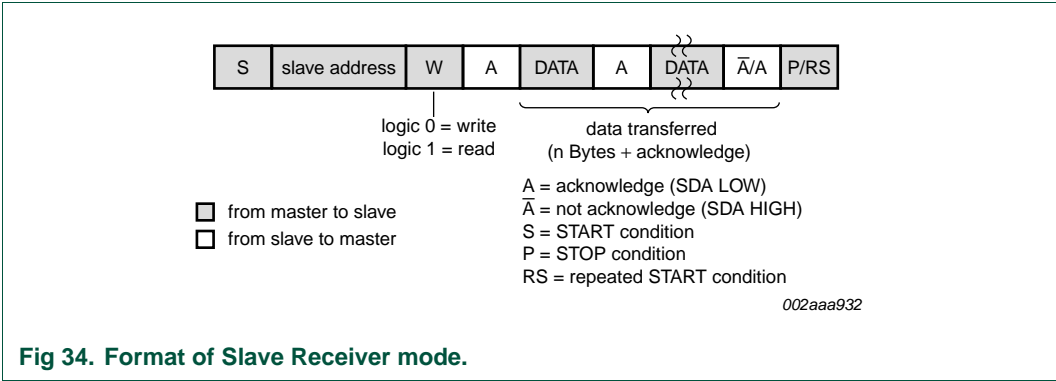 S slave address W A DATA A DATA A̅/A P/RS
logic 0 = write
logic 1 = read
data transferred
(n Bytes + acknowledge)
A = acknowledge (SDA LOW)
A̅ = not acknowledge (SDA HIGH)
S = START condition
P = STOP condition
RS = repeated START condition
from master to slave
from slave to master
002aaa932
Fig 34. Format of Slave Receiver mode.